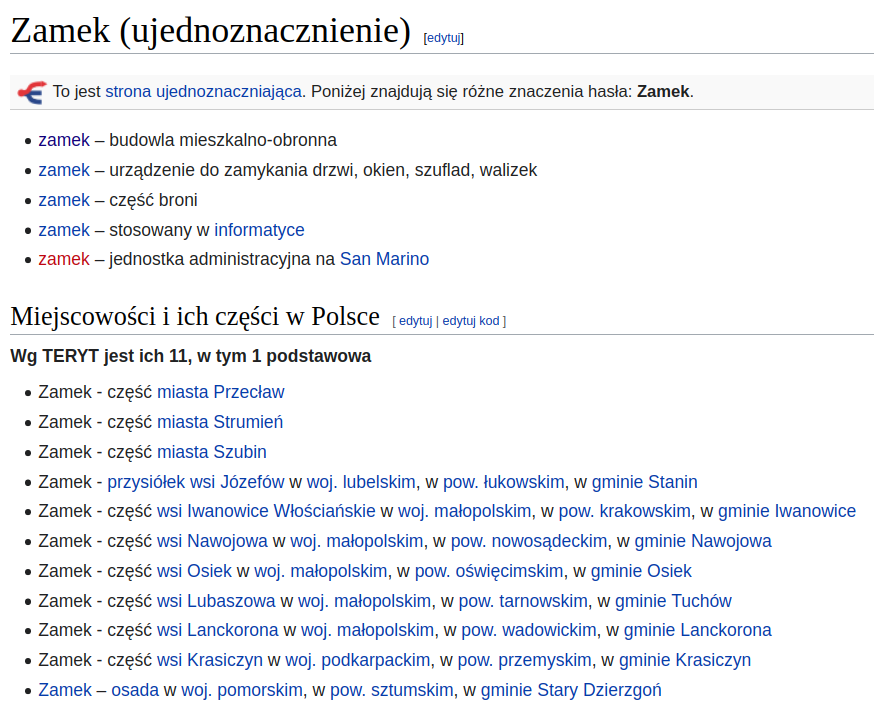 Zamek (ujednoznacznienie) [edytuj]
To jest strona ujednoznaczniająca. Poniżej znajdują się różne znaczenia hasła: Zamek.
• zamek – budowla mieszkalno-obronna
• zamek – urządzenie do zamykania drzwi, okien, szuflad, walizek
• zamek – część broni
• zamek – stosowany w informatyce
• zamek – jednostka administracyjna na San Marino
Miejscowości i ich części w Polsce [ edytuj | edytuj kod ]
Wg TERYT jest ich 11, w tym 1 podstawowa
• Zamek - część miasta Przecław
• Zamek - część miasta Strumień
• Zamek - część miasta Szubin
• Zamek - przysiółek wsi Józefów w woj. lubelskim, w pow. łukowskim, w gminie Stanin
• Zamek - część wsi Iwanowice Włościańskie w woj. małopolskim, w pow. krakowskim, w gminie Iwanowice
• Zamek - część wsi Nawojowa w woj. małopolskim, w pow. nowosądeckim, w gminie Nawojowa
• Zamek - część wsi Osiek w woj. małopolskim, w pow. oświęcimskim, w gminie Osiek
• Zamek - część wsi Lubaszowa w woj. małopolskim, w pow. tarnowskim, w gminie Tuchów
• Zamek - część wsi Lanckorona w woj. małopolskim, w pow. wadowickim, w gminie Lanckorona
• Zamek - część wsi Krasiczyn w woj. podkarpackim, w pow. przemyskim, w gminie Krasiczyn
• Zamek – osada w woj. pomorskim, w pow. sztumskim, w gminie Stary Dzierzgoń